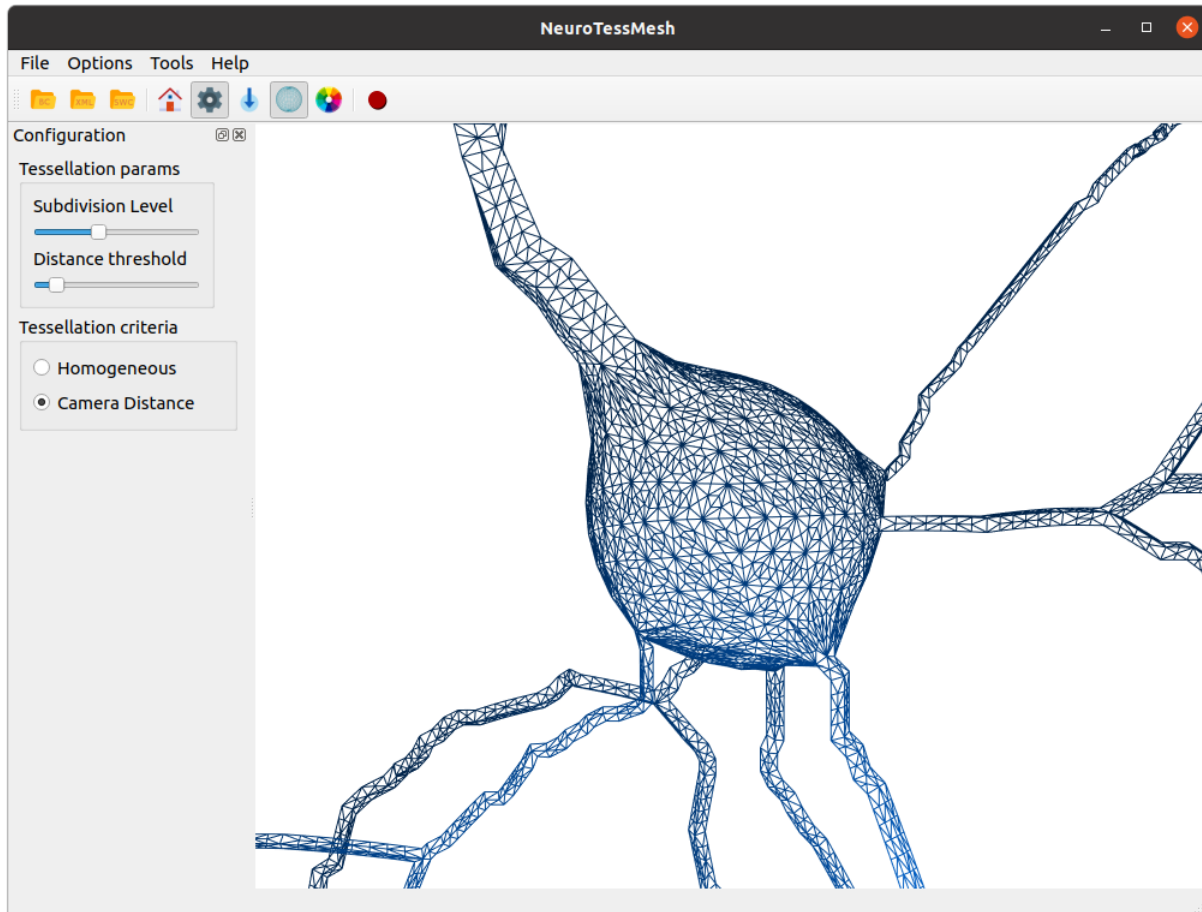 NeuroTessMesh
File Options Tools Help
BC XML SWC
Configuration
Tessellation params
Subdivision Level
Distance threshold
Tessellation criteria
Homogeneous
Camera Distance